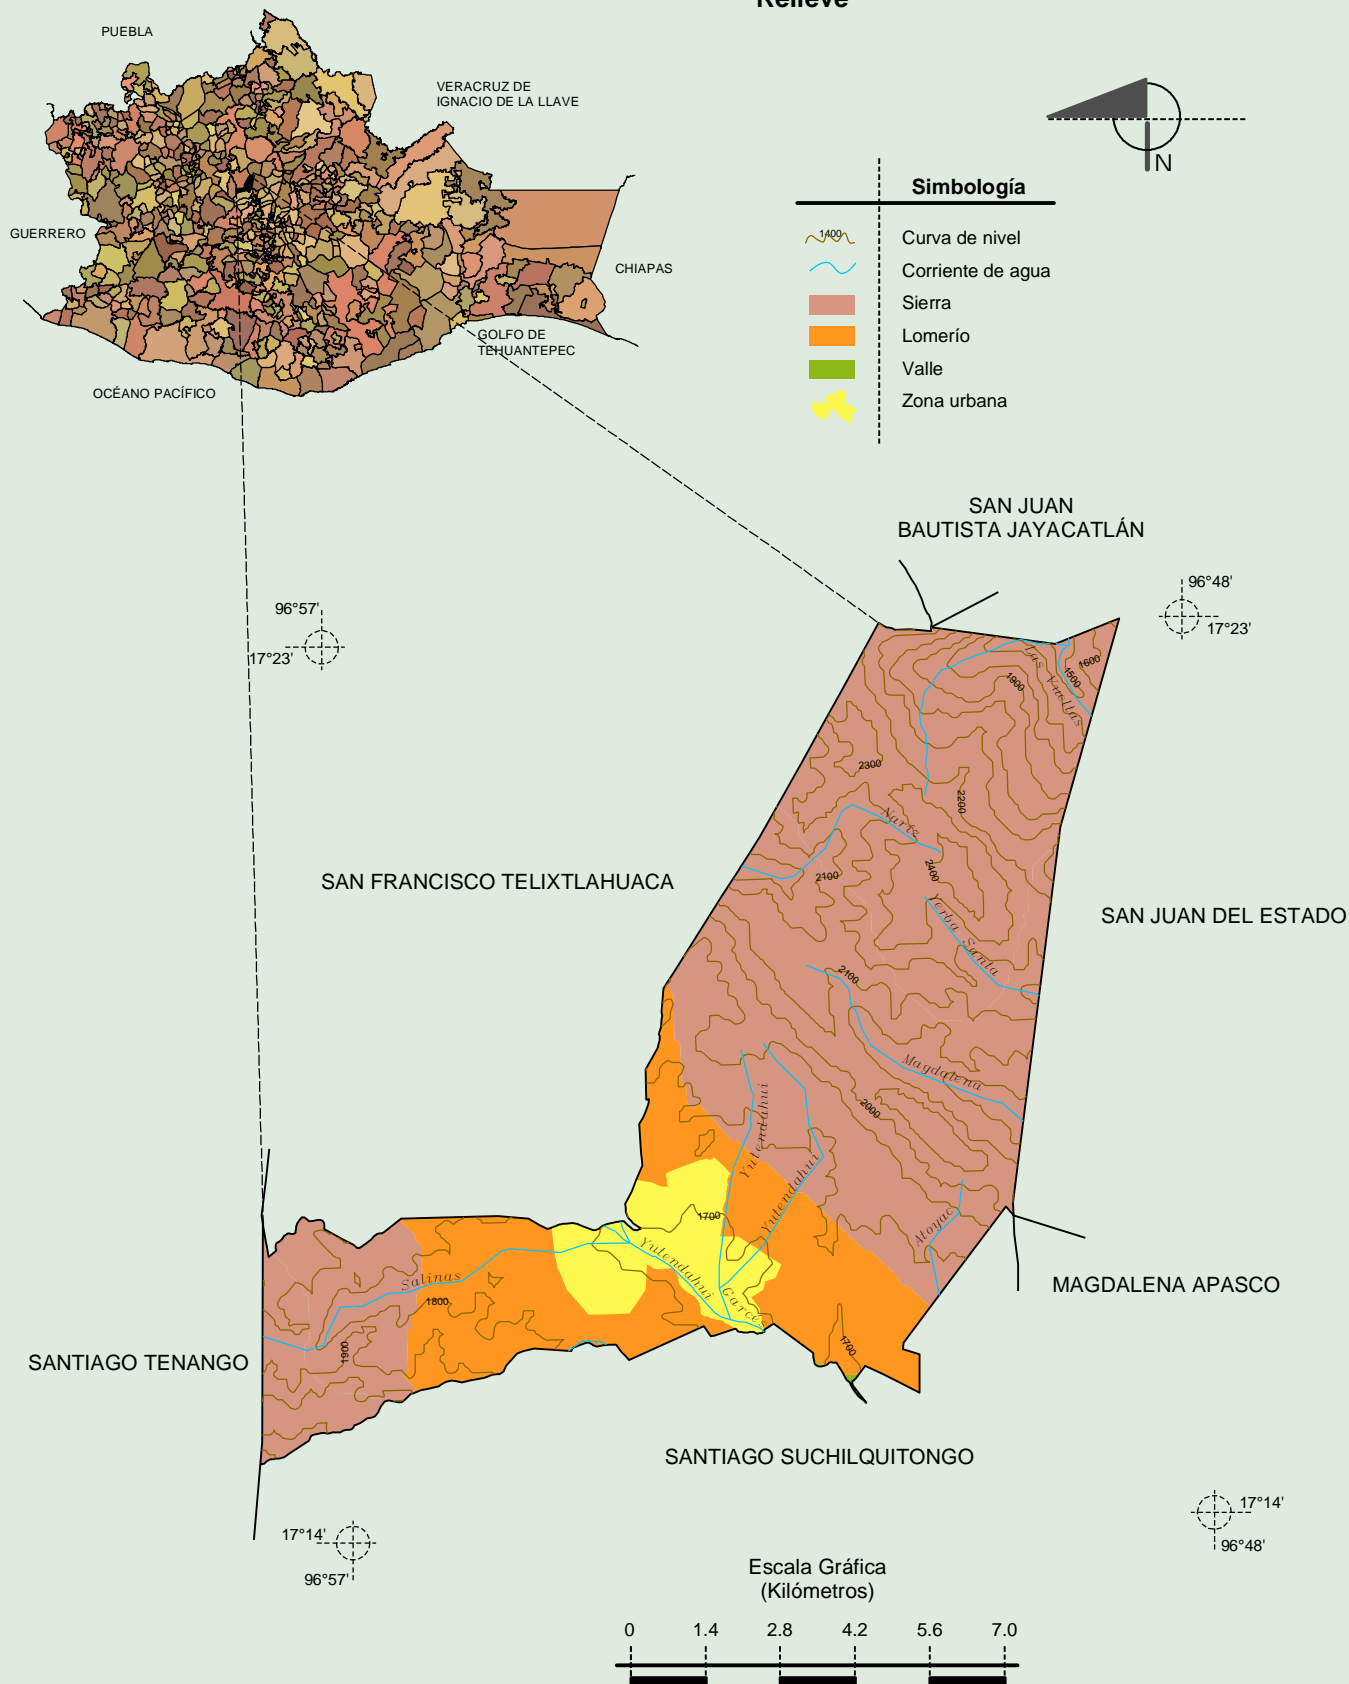 Relieve
PUEBLA
VERACRUZ DE
IGNACIO DE LA LLAVE
GUERRERO
CHIAPAS
GOLFO DE
TEHUANTEPEC
OCÉANO PACÍFICO
N
Simbología
1400
Curva de nivel
Corriente de agua
Sierra
Lomerío
Valle
Zona urbana
SAN JUAN
BAUTISTA JAYACATLÁN
96°57'
17°23'
96°48'
17°23'
Las Vueltas
1600
1500
1900
2300
2200
Nariz
2400
2100
SAN FRANCISCO TELIXTLAHUACA
SAN JUAN DEL ESTADO
Yerba Santa
2100
Magdalena
2000
Yutendahui
Yutendahui
1700
Atoyac
Yutendahui
Garcés
Salinas
1800
1900
1700
MAGDALENA APASCO
SANTIAGO TENANGO
SANTIAGO SUCHILQUITONGO
17°14'
96°57'
17°14'
96°48'
Escala Gráfica
(Kilómetros)
0 1.4 2.8 4.2 5.6 7.0